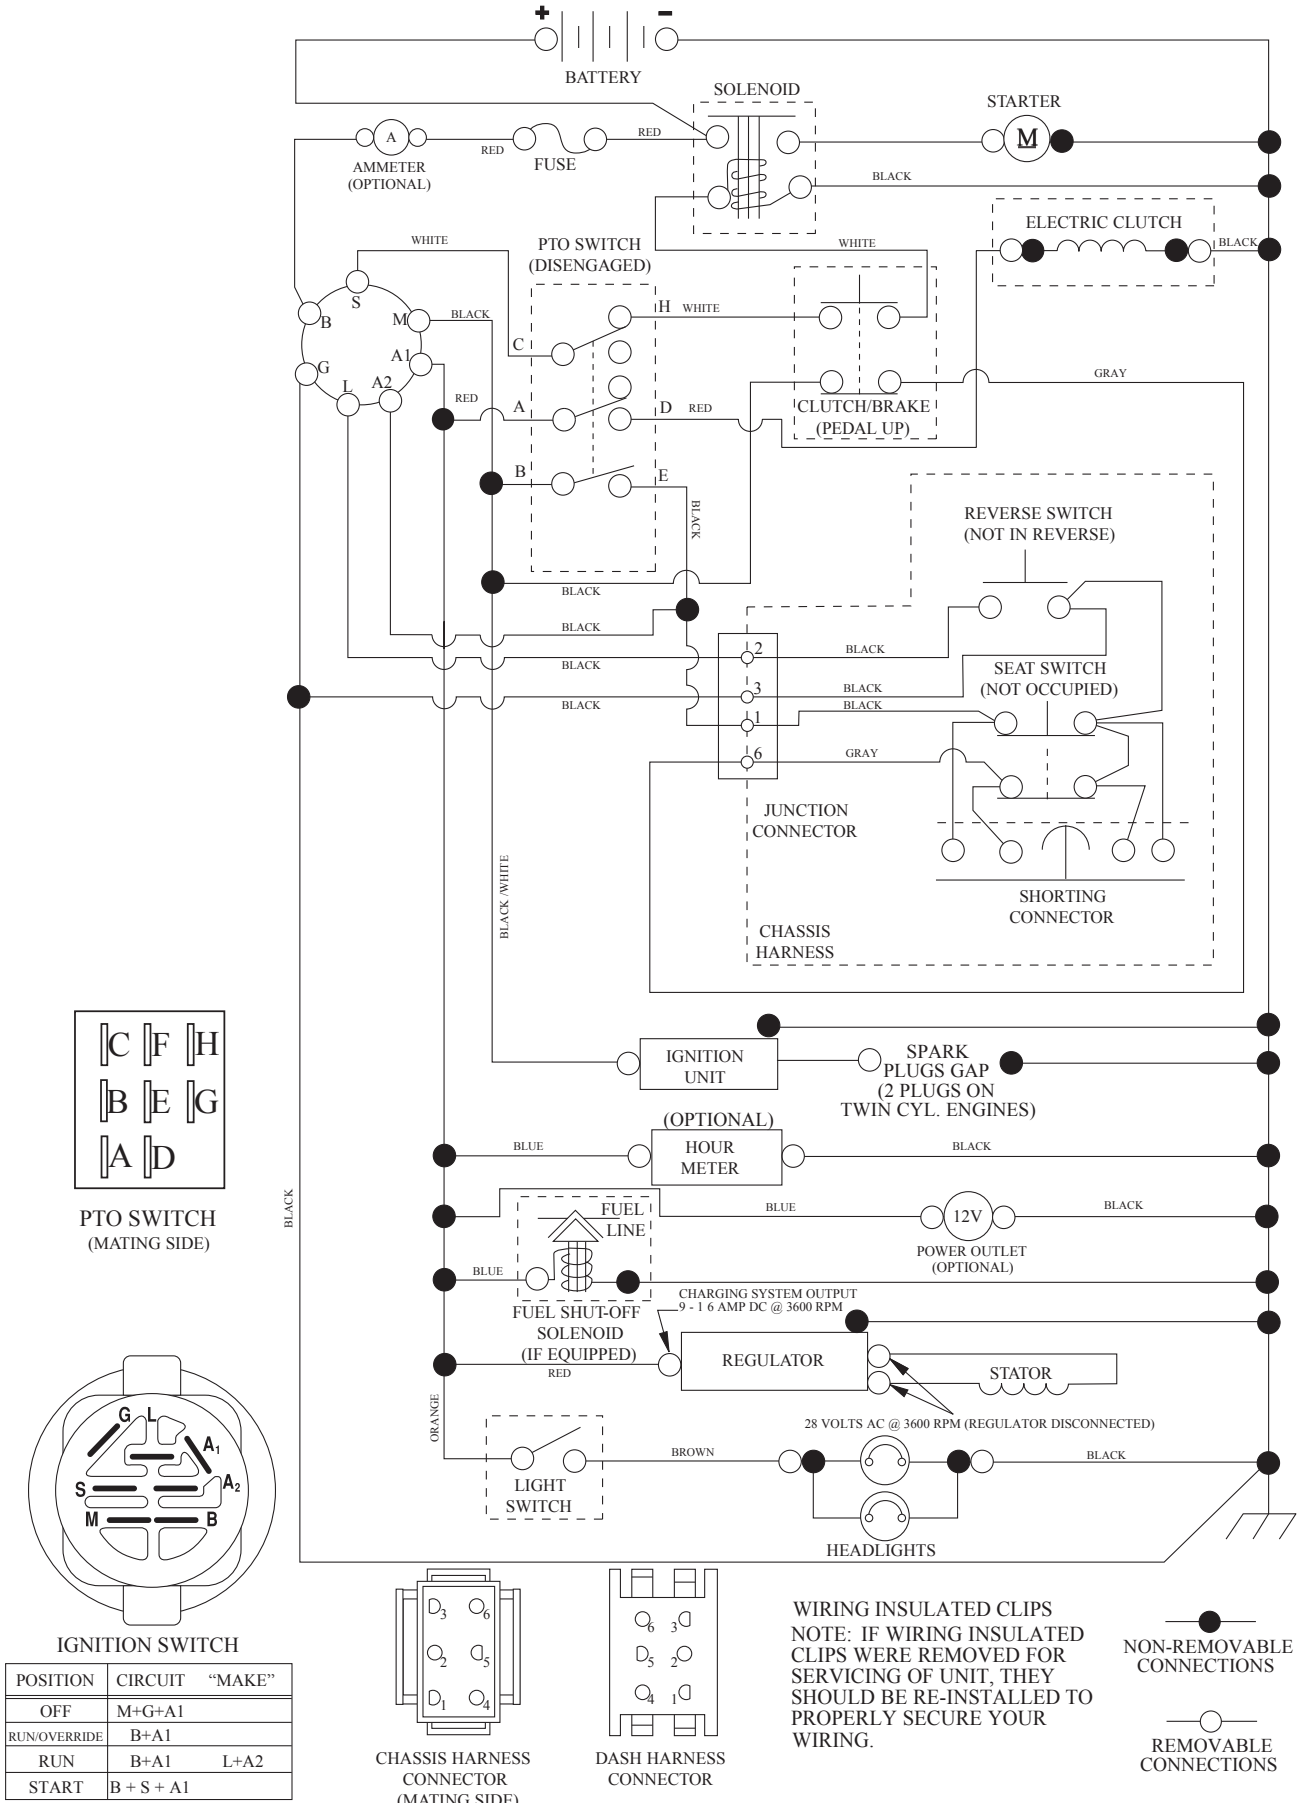 + –
BATTERY
SOLENOID
STARTER
M
A
RED
RED
AMMETER
(OPTIONAL)
FUSE
BLACK
ELECTRIC CLUTCH
BLACK
WHITE
PTO SWITCH
(DISENGAGED)
WHITE
S
B
M
BLACK
H
WHITE
C
G
A1
L
A2
RED
A
D
RED
GRAY
CLUTCH/BRAKE
(PEDAL UP)
B
E
BLACK
REVERSE SWITCH
(NOT IN REVERSE)
BLACK
BLACK
2
BLACK
BLACK
SEAT SWITCH
(NOT OCCUPIED)
3
BLACK
BLACK
BLACK
1
6
GRAY
JUNCTION
CONNECTOR
BLACK /WHITE
SHORTING
CONNECTOR
CHASSIS
HARNESS
IGNITION
UNIT
SPARK
PLUGS GAP
(2 PLUGS ON
TWIN CYL. ENGINES)
C F H
B E G
A D
PTO SWITCH
(MATING SIDE)
(OPTIONAL)
BLUE
HOUR
METER
BLACK
BLACK
FUEL
LINE
BLUE
12V
BLACK
POWER OUTLET
(OPTIONAL)
BLUE
FUEL SHUT-OFF
SOLENOID
(IF EQUIPPED)
CHARGING SYSTEM OUTPUT
9 - 1 6 AMP DC @ 3600 RPM
RED
REGULATOR
STATOR
28 VOLTS AC @ 3600 RPM (REGULATOR DISCONNECTED)
ORANGE
LIGHT
SWITCH
BROWN
BLACK
HEADLIGHTS
G L
A1
S
A2
M
B
IGNITION SWITCH
POSITION CIRCUIT “MAKE”
OFF M+G+A1
RUN/OVERRIDE B+A1
RUN B+A1 L+A2
START B + S + A1
3 6
2 5
1 4
CHASSIS HARNESS
CONNECTOR
(MATING SIDE)
6 3
5 2
4 1
DASH HARNESS
CONNECTOR
WIRING INSULATED CLIPS
NOTE: IF WIRING INSULATED
CLIPS WERE REMOVED FOR
SERVICING OF UNIT, THEY
SHOULD BE RE-INSTALLED TO
PROPERLY SECURE YOUR
WIRING.
NON-REMOVABLE
CONNECTIONS
REMOVABLE
CONNECTIONS